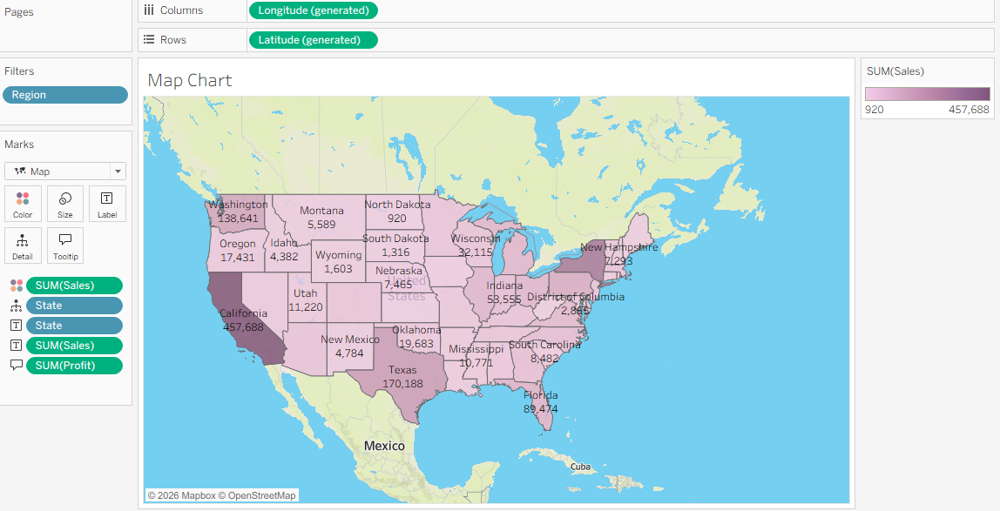 Pages
Columns
Longitude (generated)
Rows
Latitude (generated)
Filters
Region
Marks
Map
Color
Size
Label
Detail
Tooltip
SUM(Sales)
State
State
SUM(Sales)
SUM(Profit)
Map Chart
Washington
138,641
Montana
5,589
North Dakota
920
Oregon
17,431
Idaho
4,382
Wyoming
1,603
South Dakota
1,316
Wisconsin
32,115
New Hampshire
7,293
Nebraska
7,465
United
States
Utah
11,220
Indiana
53,555
District of Columbia
2,865
California
457,688
New Mexico
4,784
Oklahoma
19,683
Mississippi
10,771
South Carolina
8,482
Texas
170,188
Florida
89,474
Mexico
Cuba
© 2026 Mapbox © OpenStreetMap
SUM(Sales)
920
457,688